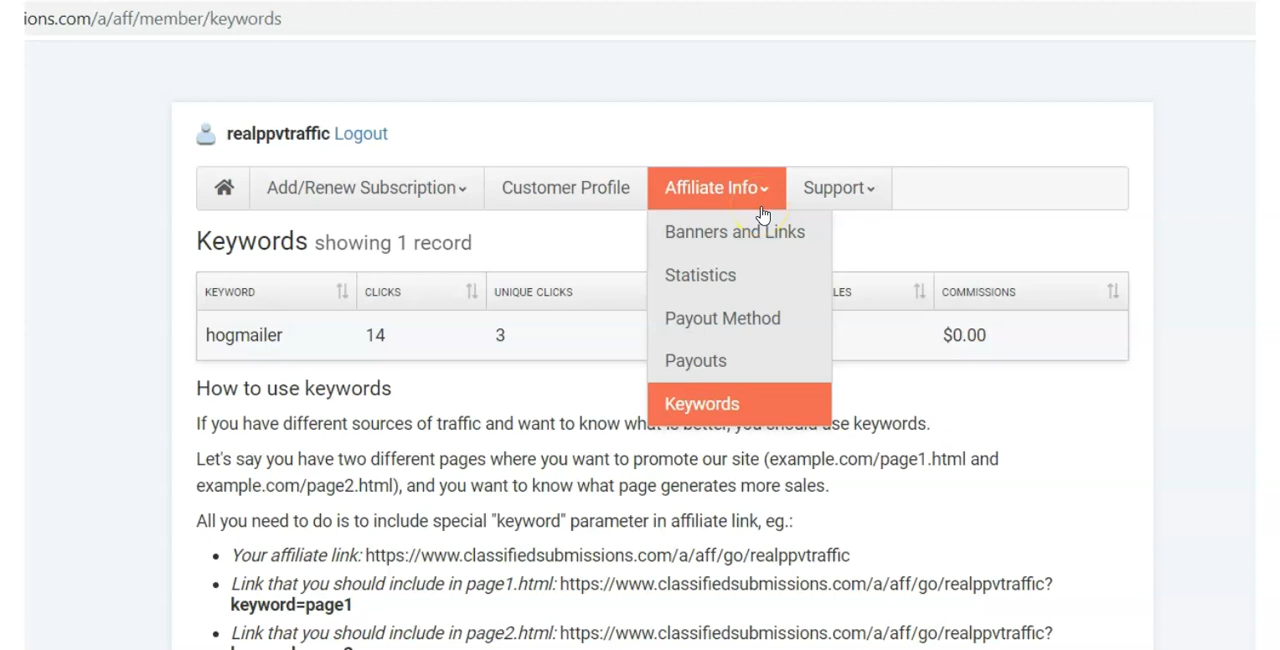 ions.com/a/aff/member/keywords
realppvtraffic Logout
Add/Renew Subscription Customer Profile Affiliate Info Support
Banners and Links
Statistics
Payout Method
Payouts
Keywords
Keywords showing 1 record
KEYWORD CLICKS UNIQUE CLICKS LES COMMISSIONS
hogmailer 14 3 $0.00
How to use keywords
If you have different sources of traffic and want to know use keywords.
Let's say you have two different pages where you want to promote our site (example.com/page1.html and
example.com/page2.html), and you want to know what page generates more sales.
All you need to do is to include special "keyword" parameter in affiliate link, eg.:
• Your affiliate link: https://www.classifiedsubmissions.com/a/aff/go/realppvtraffic
• Link that you should include in page1.html: https://www.classifiedsubmissions.com/a/aff/go/realppvtraffic?
keyword=page1
• Link that you should include in page2.html: https://www.classifiedsubmissions.com/a/aff/go/realppvtraffic?